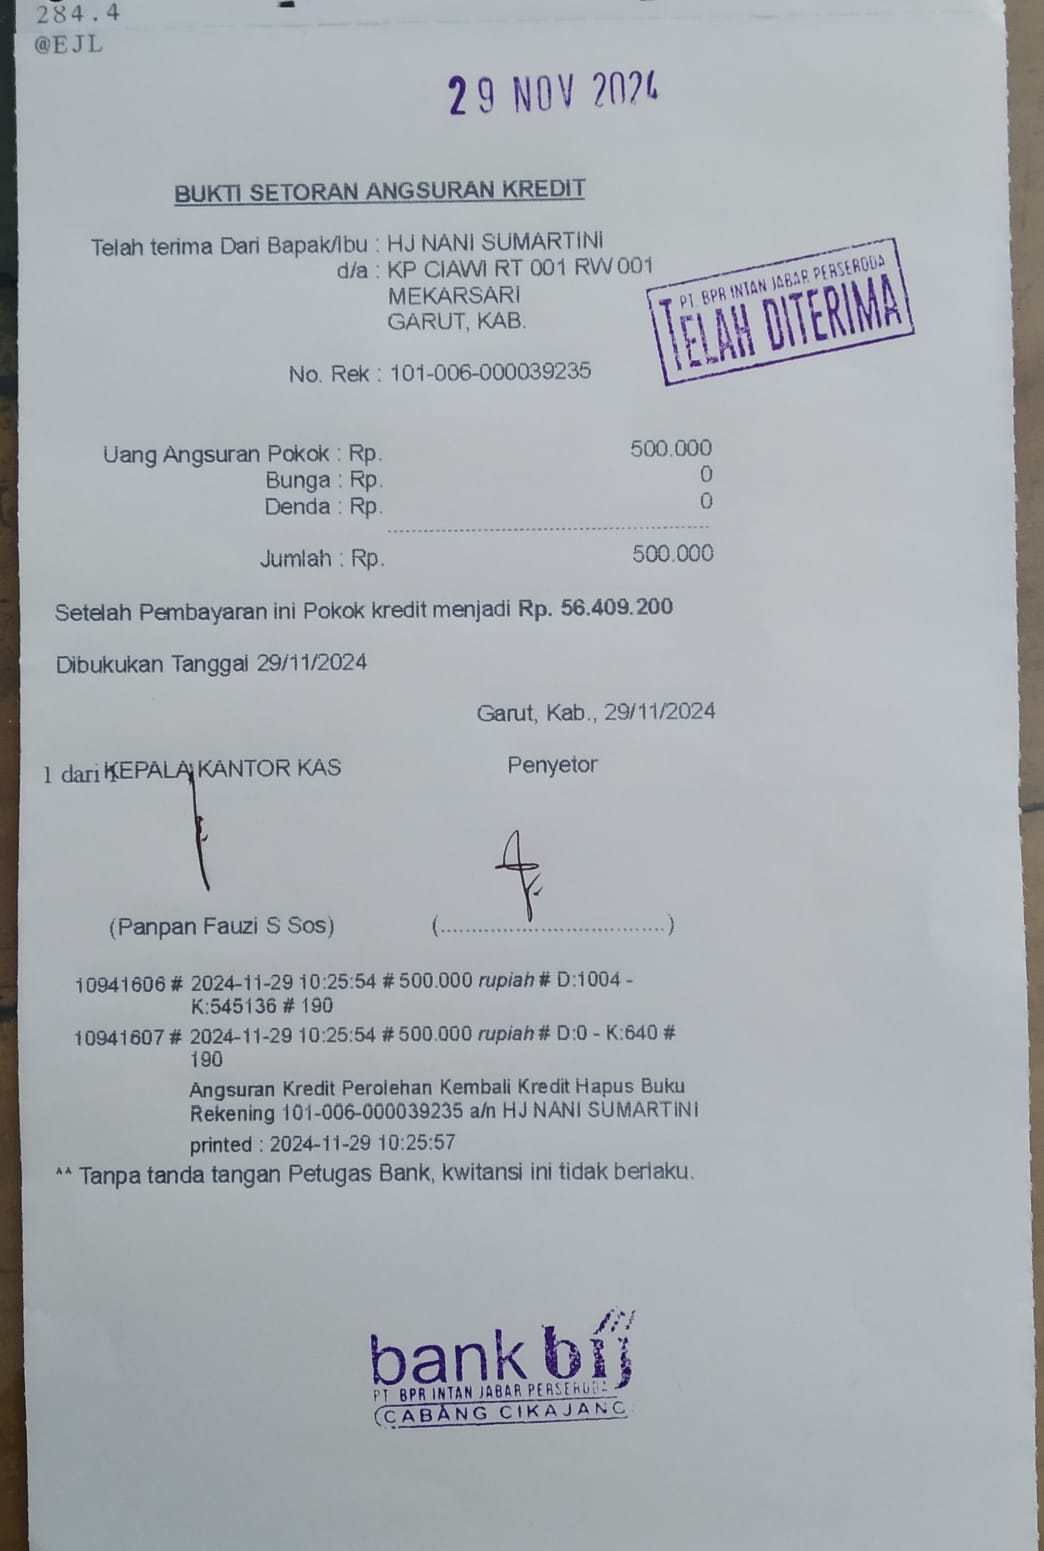 284.4
@EJL
29 NOV 2024
BUKTI SETORAN ANGSURAN KREDIT
Telah terima Dari Bapak/Ibu : HJ NANI SUMARTINI
d/a : KP CIAWI RT 001 RW 001
MEKARSARI
GARUT, KAB.
PT. BPR INTAN JABAR PERSERODA
TELAH DITERIMA
No. Rek : 101-006-000039235
Uang Angsuran Pokok : Rp. 500.000
Bunga : Rp. 0
Denda : Rp. 0
Jumlah : Rp. 500.000
Setelah Pembayaran ini Pokok kredit menjadi Rp. 56.409.200
Dibukukan Tanggal 29/11/2024
Garut, Kab., 29/11/2024
1 dari KEPALA KANTOR KAS Penyetor
(Panpan Fauzi S Sos) (....................................)
10941606 # 2024-11-29 10:25:54 # 500.000 rupiah # D:1004 -
K:545136 # 190
10941607 # 2024-11-29 10:25:54 # 500.000 rupiah # D:0 - K:640 #
190
Angsuran Kredit Perolehan Kembali Kredit Hapus Buku
Rekening 101-006-000039235 a/n HJ NANI SUMARTINI
printed : 2024-11-29 10:25:57
^^ Tanpa tanda tangan Petugas Bank, kwitansi ini tidak berlaku.
bank bij
PT BPR INTAN JABAR PERSERODA
CABANG CIKAJANG